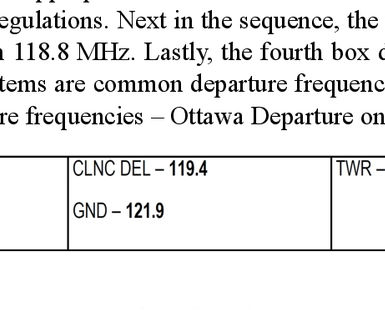 egulations. Next in the sequence, the
118.8 MHz. Lastly, the fourth box
tems are common departure frequenc
re frequencies – Ottawa Departure on
CLNC DEL – 119.4 TWR –
GND – 121.9